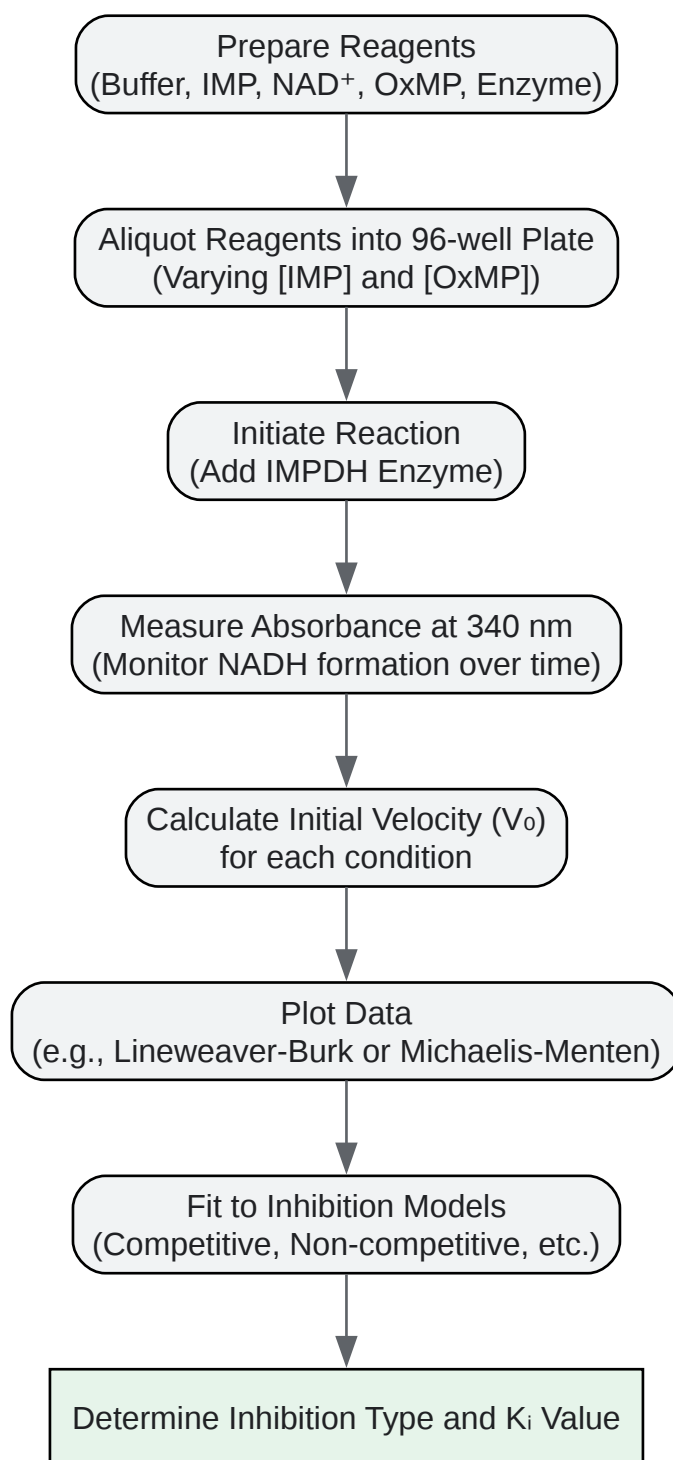 Prepare Reagents
(Buffer, IMP, NAD⁺, OxMP, Enzyme)
Aliquot Reagents into 96-well Plate
(Varying [IMP] and [OxMP])
Initiate Reaction
(Add IMPDH Enzyme)
Measure Absorbance at 340 nm
(Monitor NADH formation over time)
Calculate Initial Velocity (V₀)
for each condition
Plot Data
(e.g., Lineweaver-Burk or Michaelis-Menten)
Fit to Inhibition Models
(Competitive, Non-competitive, etc.)
Determine Inhibition Type and Kᵢ Value